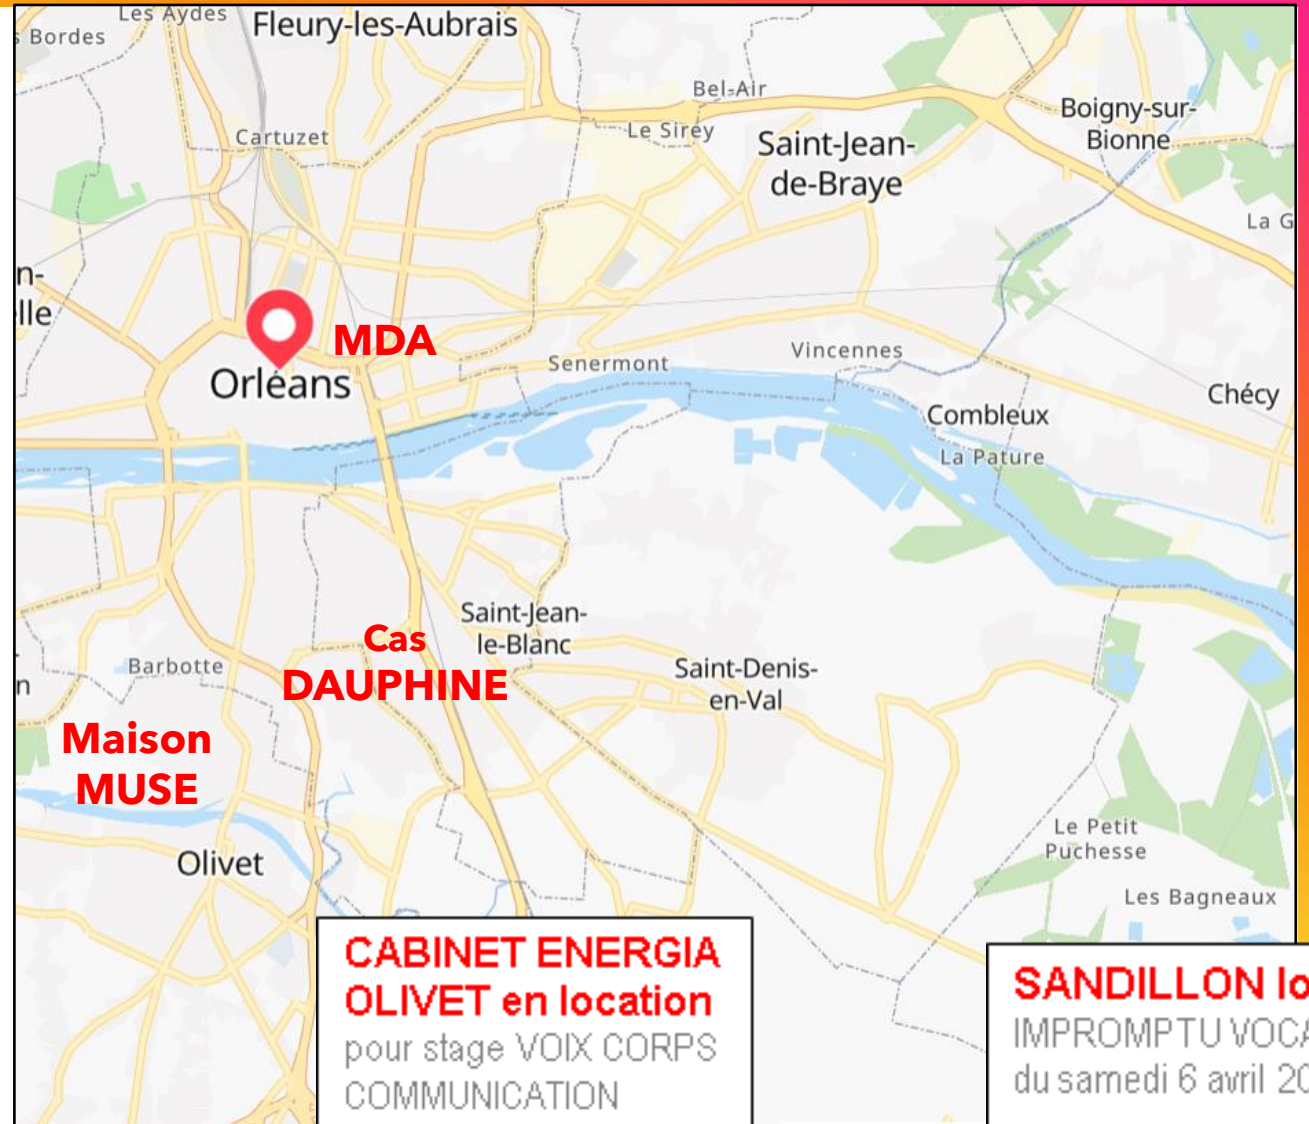 Les Aydes
Fleury-les-Aubrais
Bordes
Bel-Air
Boigny-sur-
Bionne
Cartuzet
Le Sirey
Saint-Jean-
de-Braye
La G
n-
lle
MDA
Orléans
Senermont
Vincennes
Chécy
Combleux
La Pature
Saint-Jean-
le-Blanc
Cas
DAUPHINE
Barbotte
Saint-Denis-
en-Val
n
Maison
MUSE
Le Petit
Puchesse
Olivet
Les Bagneaux
CABINET ENERGIA
OLIVET en location
pour stage VOIX CORPS
COMMUNICATION
SANDILLON lo
IMPROMPTU VOCA
du samedi 6 avril 20